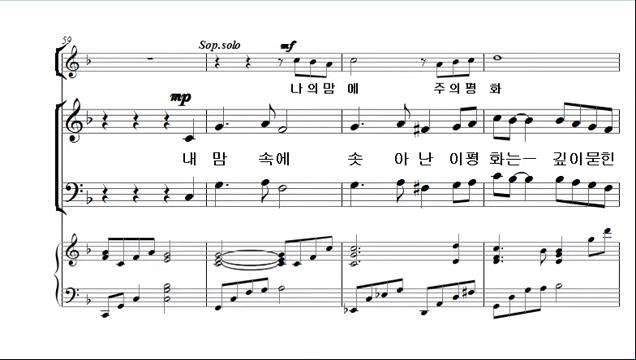 59
Sop.solo
mf
나의맘 에 주의평 화
mp
내 맘 속에 솟 아 난 이평 화는ー 깊이묻힌